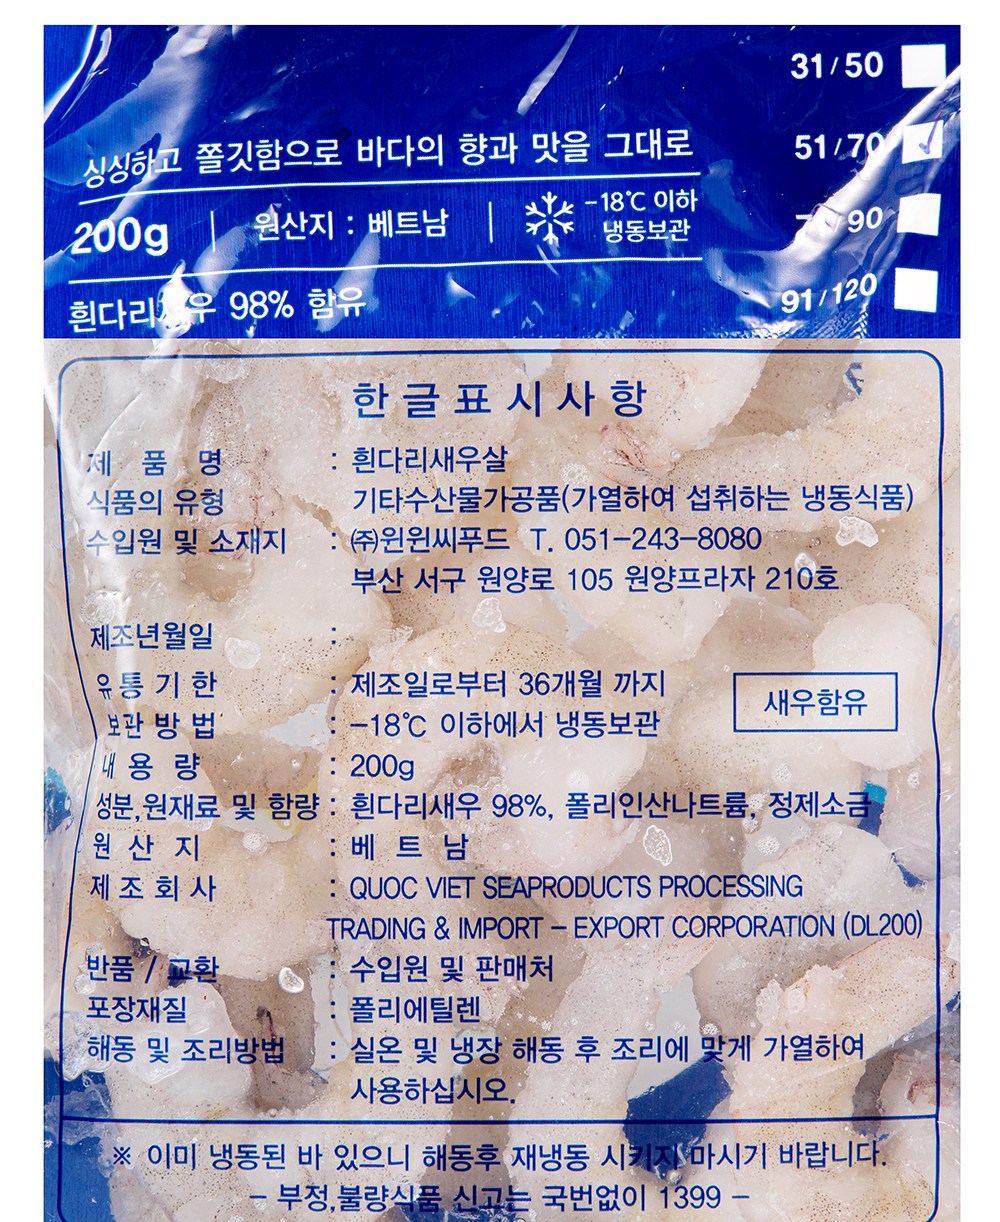 31/50
싱싱하고 쫄깃함으로 바다의 향과 맛을 그대로
51/70
200g
원산지 : 베트남
-18℃ 이하
냉동보관
90
흰다리새우 98% 함유
91/120
한글표시사항
제 품 명 : 흰다리새우살
식품의 유형 기타수산물가공품(가열하여 섭취하는 냉동식품)
수입원 및 소재지 : ㈜윈윈씨푸드 T. 051-243-8080
부산 서구 원양로 105 원양프라자 210호
제조년월일 :
유통기한 : 제조일로부터 36개월 까지
새우함유
보관방법 : -18℃ 이하에서 냉동보관
내 용 량 : 200g
성분,원재료 및 함량 : 흰다리새우 98%, 폴리인산나트륨, 정제소금
원 산 지 : 베 트 남
제조회사 : QUOC VIET SEAPRODUCTS PROCESSING
TRADING & IMPORT - EXPORT CORPORATION (DL200)
반품 / 교환 : 수입원 및 판매처
포장재질 : 폴리에틸렌
해동 및 조리방법 : 실온 및 냉장 해동 후 조리에 맞게 가열하여
사용하십시오.
※ 이미 냉동된 바 있으니 해동후 재냉동 시키지 마시기 바랍니다.
- 부정,불량식품 신고는 국번없이 1399 -